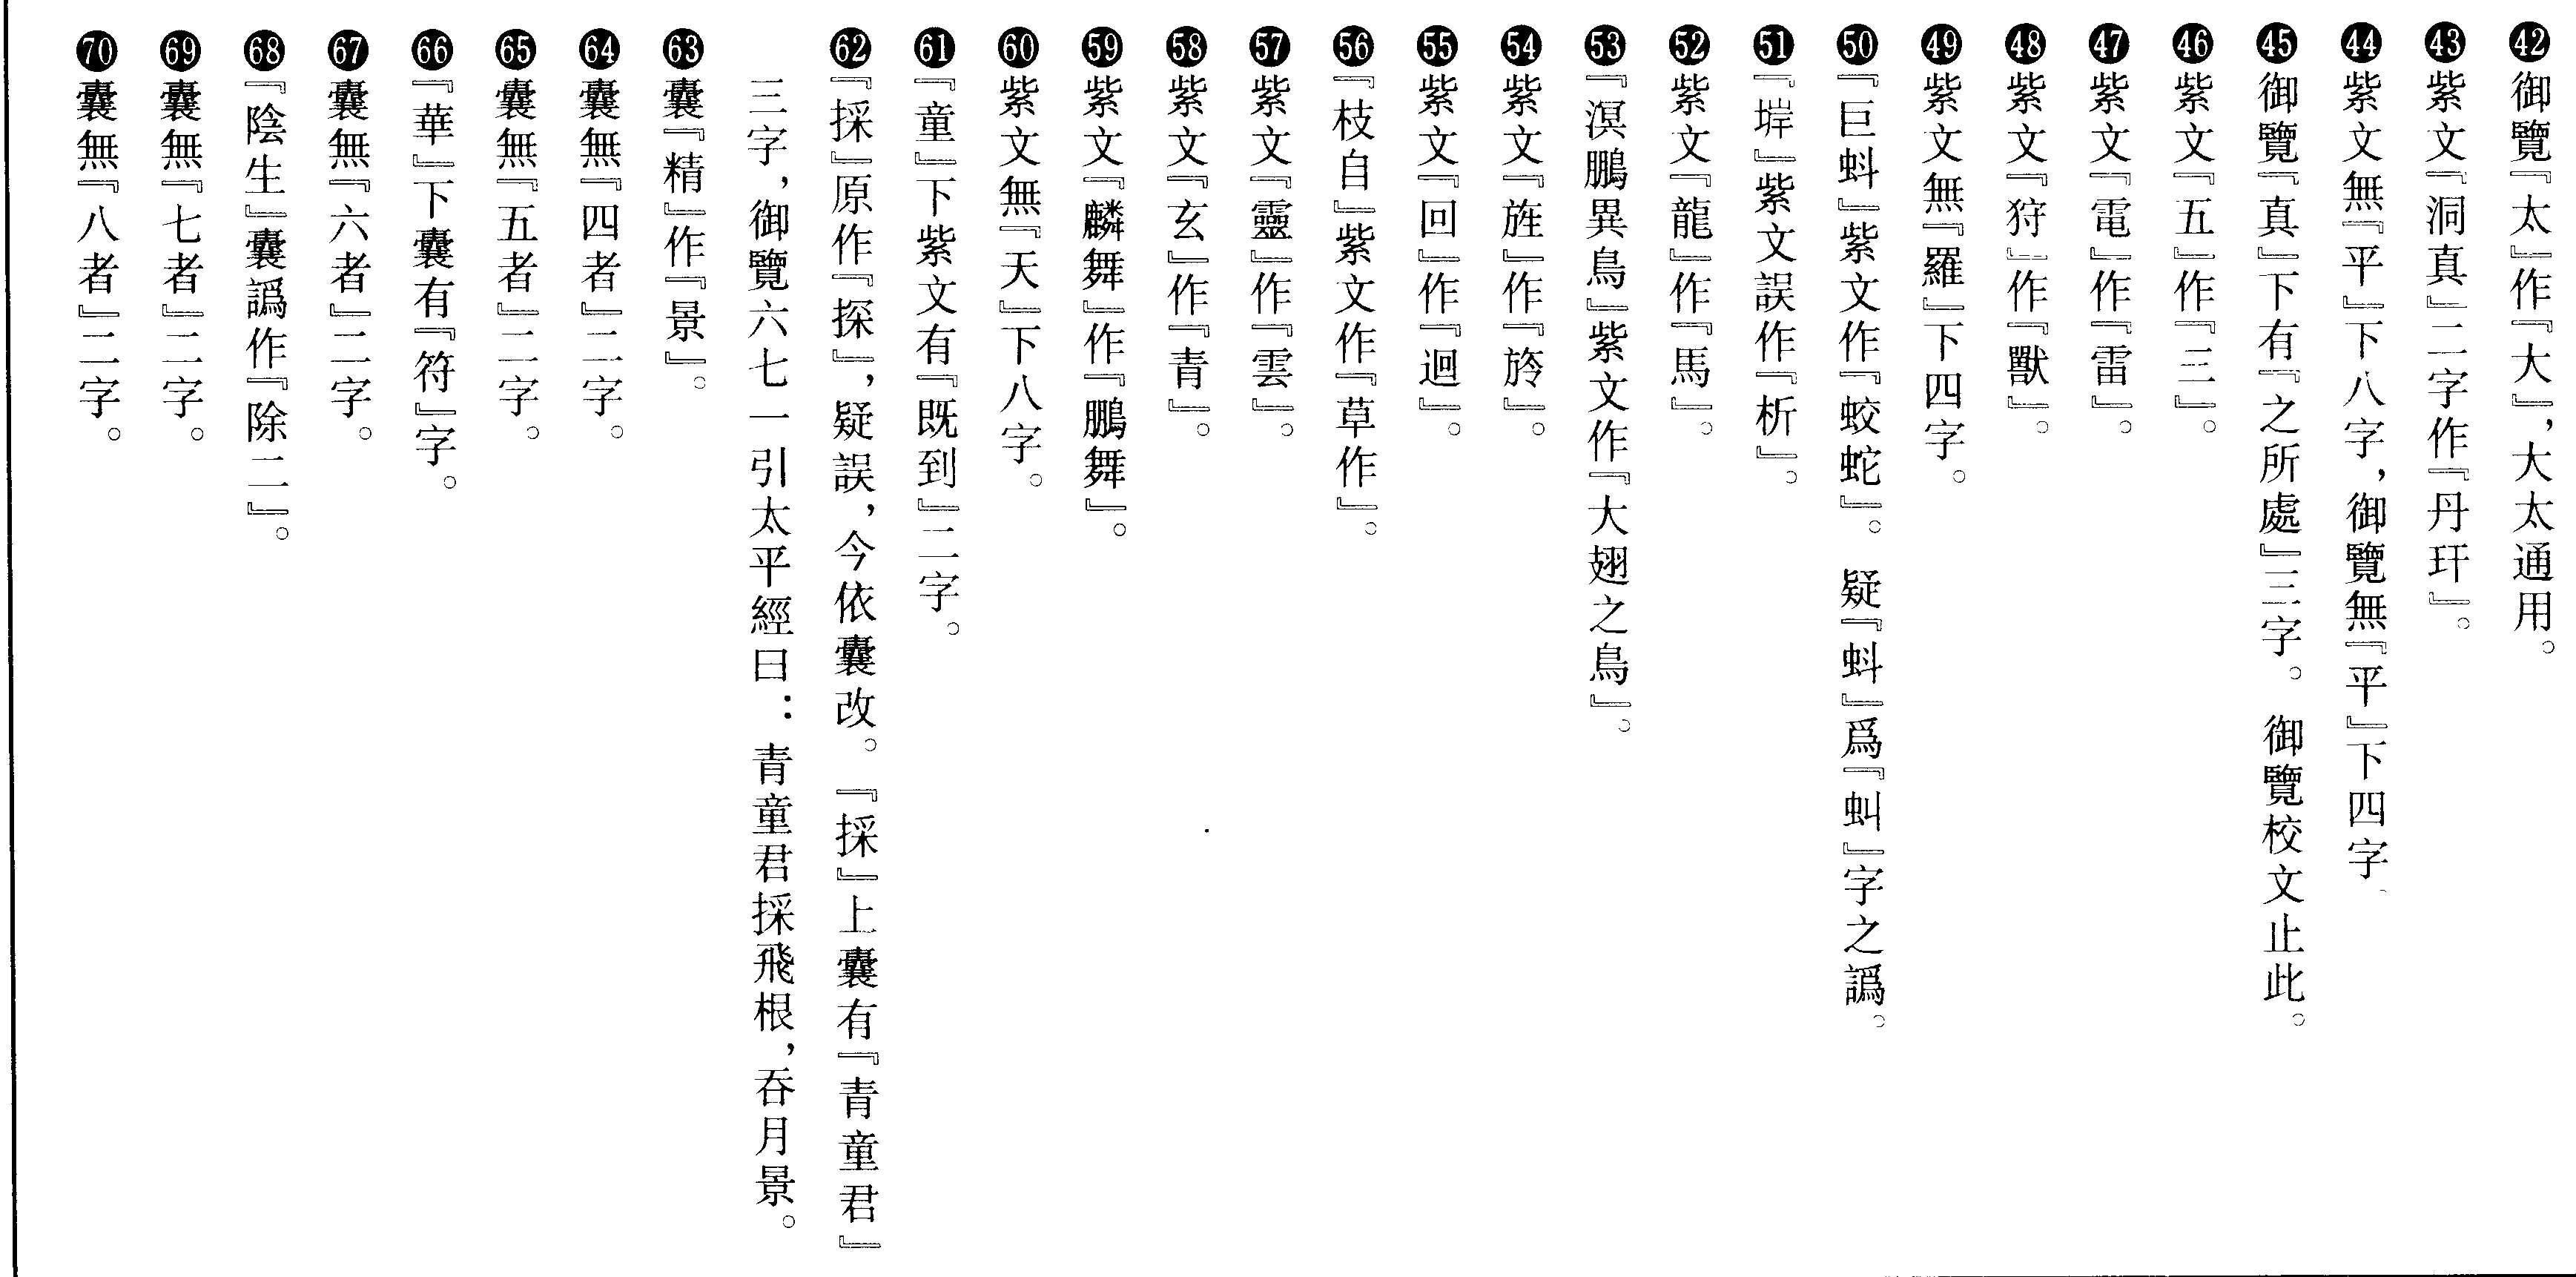 ㊷御覽『太』作『大』，大太通用。
㊸紫文『洞真』二字作『丹玕』。
㊹紫文無『平』下八字，御覽無『平』下四字。
㊺御覽『真』下有『之所處』三字。御覽校文止此。
㊻紫文『五』作『三』。
㊼紫文『電』作『雷』。
㊽紫文『狩』作『獸』。
㊾紫文無『羅』下四字。
㊿『巨蚪』紫文作『蛟蛇』。疑『蚪』爲『虯』字之譌。
51『垾』紫文誤作『析』。
52紫文『龍』作『馬』。
53『溟鵬異鳥』紫文作『大翅之鳥』。
54紫文『旌』作『旍』。
55紫文『回』作『迴』。
56『枝自』紫文作『草作』。
57紫文『靈』作『雲』。
58紫文『玄』作『青』。
59紫文『麟舞』作『鵬舞』。
60紫文無『天』下八字。
61『童』下紫文有『既到』二字。
62『採』原作『探』，疑誤，今依囊改。『採』上囊有『青童君』
三字，御覽六七一引太平經曰：青童君採飛根，吞月景。
63囊『精』作『景』。
64囊無『四者』二字。
65囊無『五者』二字。
66『華』下囊有『符』字。
67囊無『六者』二字。
68『陰生』囊譌作『除二』。
69囊無『七者』二字。
70囊無『八者』二字。